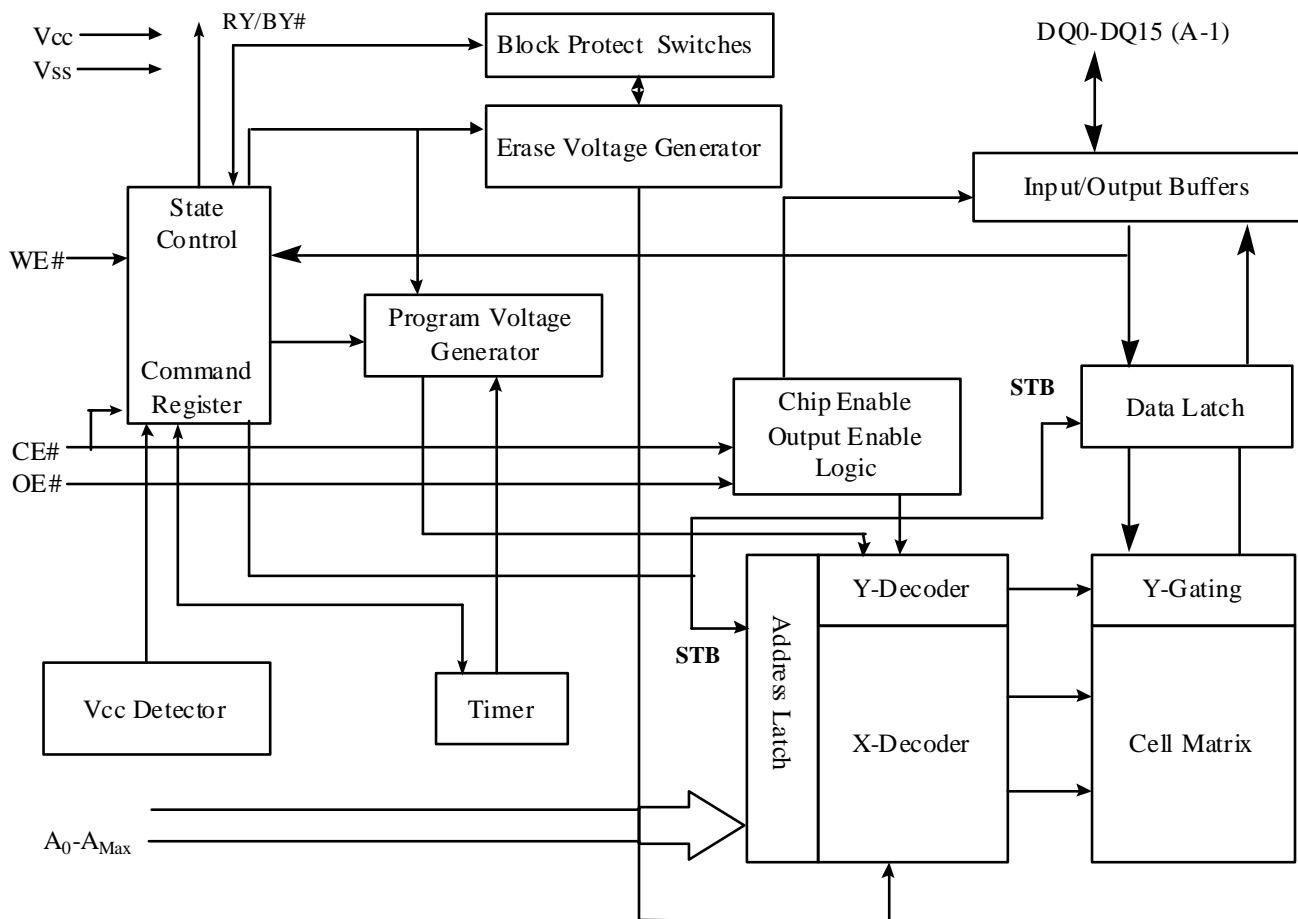 RY/BY#
Vcc
Vss
Block Protect Switches
DQ0-DQ15 (A-1)
Erase Voltage Generator
Input/Output Buffers
State
Control
WE#
Program Voltage
Generator
Command
Register
STB
Chip Enable
Output Enable
Logic
Data Latch
CE#
OE#
Address Latch
Y-Decoder
Y-Gating
STB
Vcc Detector
Timer
X-Decoder
Cell Matrix
A0-AMax